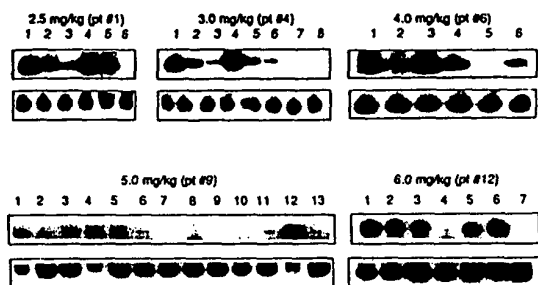 2.5 mg/kg (pt #1)
1 2 3 4 5 6
3.0 mg/kg (pt #4)
1 2 3 4 5 6 7 8
4.0 mg/kg (pt #6)
1 2 3 4 5 6
5.0 mg/kg (pt #9)
1 2 3 4 5 6 7 8 9 10 11 12 13
6.0 mg/kg (pt #12)
1 2 3 4 5 6 7